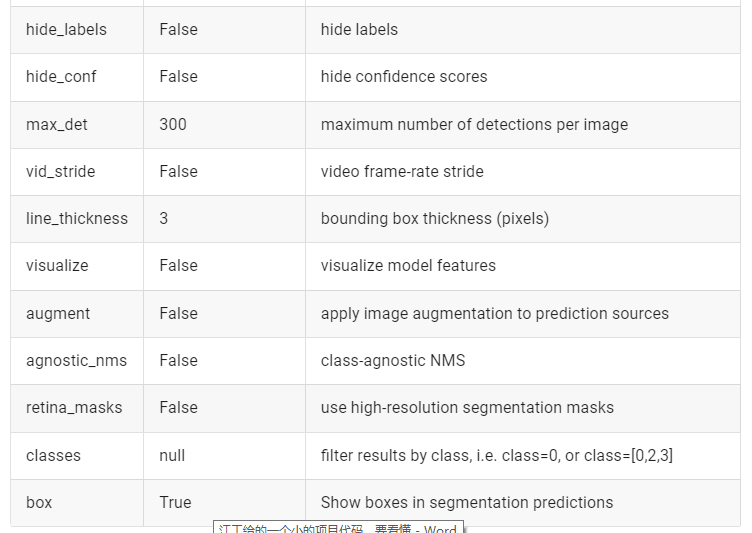 hide_labels False hide labels
hide_conf False hide confidence scores
max_det 300 maximum number of detections per image
vid_stride False video frame-rate stride
line_thickness 3 bounding box thickness (pixels)
visualize False visualize model features
augment False apply image augmentation to prediction sources
agnostic_nms False class-agnostic NMS
retina_masks False use high-resolution segmentation masks
classes null filter results by class, i.e. class=0, or class=[0,2,3]
box True Show boxes in segmentation predictions
江工给的一个小的项目代码，要看懂 - Word